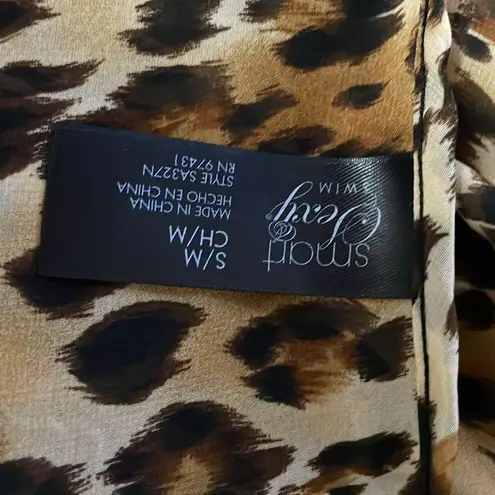 smart
&
Sexy
SWIM
S/M
CH/M
MADE IN CHINA
HECHO EN CHINA
STYLE SA327N
RN 97431